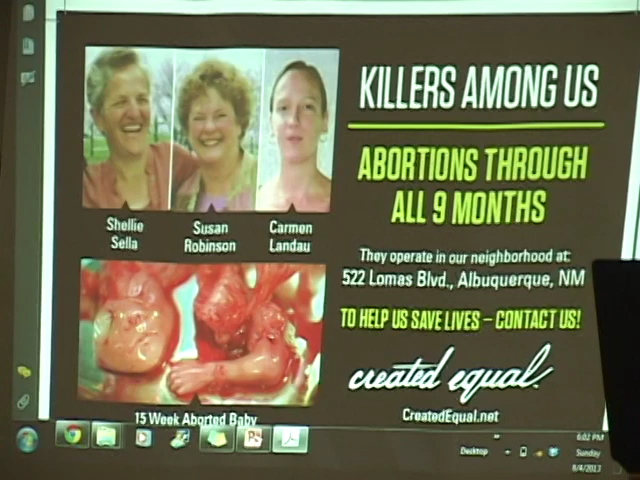 KILLERS AMONG US
ABORTIONS THROUGH
ALL 9 MONTHS
Shellie
Sella
Susan
Robinson
Carmen
Landau
They operate in our neighborhood at:
522 Lomas Blvd., Albuquerque, NM
TO HELP US SAVE LIVES – CONTACT US!
created equal.
CreatedEqual.net
15 Week Aborted Baby
Desktop
6:02 PM
Sunday
8/4/2013